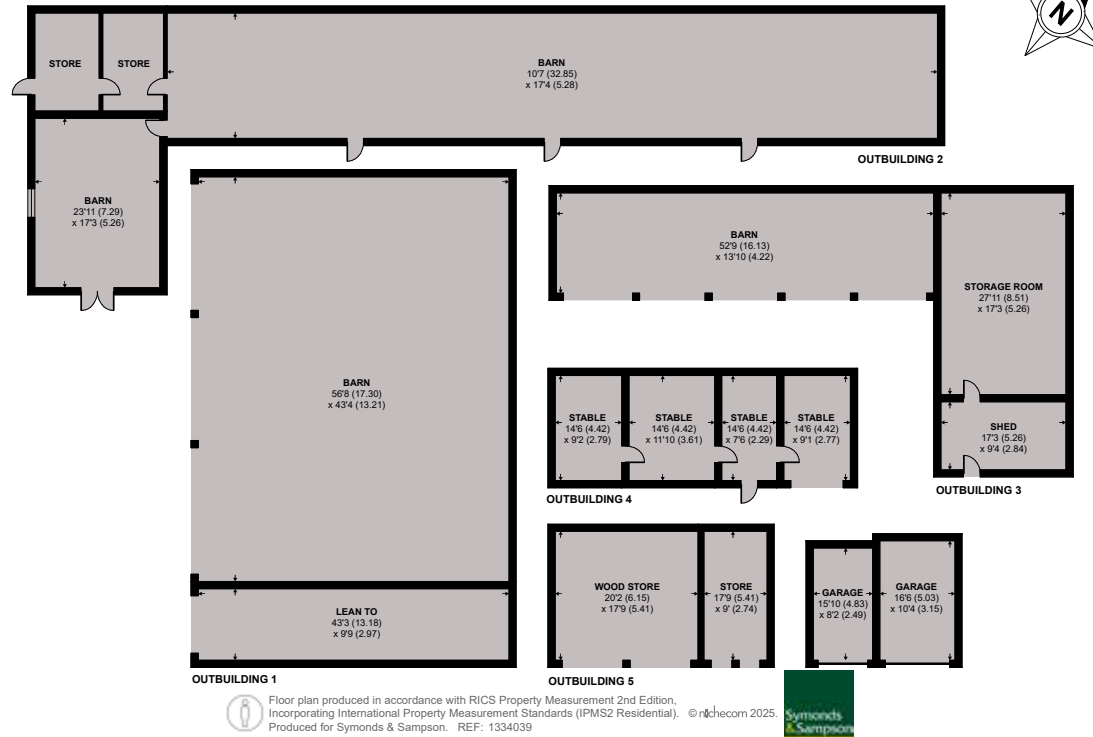 N
STORE
STORE
BARN
10'7 (32.85)
x 17'4 (5.28)
OUTBUILDING 2
BARN
23'11 (7.29)
x 17'3 (5.26)
BARN
52'9 (16.13)
x 13'10 (4.22)
STORAGE ROOM
27'11 (8.51)
x 17'3 (5.26)
BARN
56'8 (17.30)
x 43'4 (13.21)
STABLE
14'6 (4.42)
x 9'2 (2.79)
STABLE
14'6 (4.42)
x 11'10 (3.61)
STABLE
14'6 (4.42)
x 7'6 (2.29)
STABLE
14'6 (4.42)
x 9'1 (2.77)
SHED
17'3 (5.26)
x 9'4 (2.84)
OUTBUILDING 4
OUTBUILDING 3
LEAN TO
43'3 (13.18)
x 9'9 (2.97)
WOOD STORE
20'2 (6.15)
x 17'9 (5.41)
STORE
17'9 (5.41)
x 9' (2.74)
GARAGE
15'10 (4.83)
x 8'2 (2.49)
GARAGE
16'6 (5.03)
x 10'4 (3.15)
OUTBUILDING 1
OUTBUILDING 5
Floor plan produced in accordance with RICS Property Measurement 2nd Edition,
Incorporating International Property Measurement Standards (IPMS2 Residential). © nichecom 2025.
Produced for Symonds & Sampson. REF: 1334039
Symonds
& Sampson